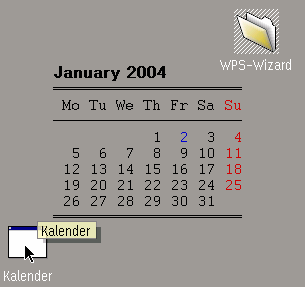 WPS-Wizard
January 2004
Mo Tu We Th Fr Sa Su
1 2 3 4
5 6 7 8 9 10 11
12 13 14 15 16 17 18
19 20 21 22 23 24 25
26 27 28 29 30 31
Kalender
Kalender